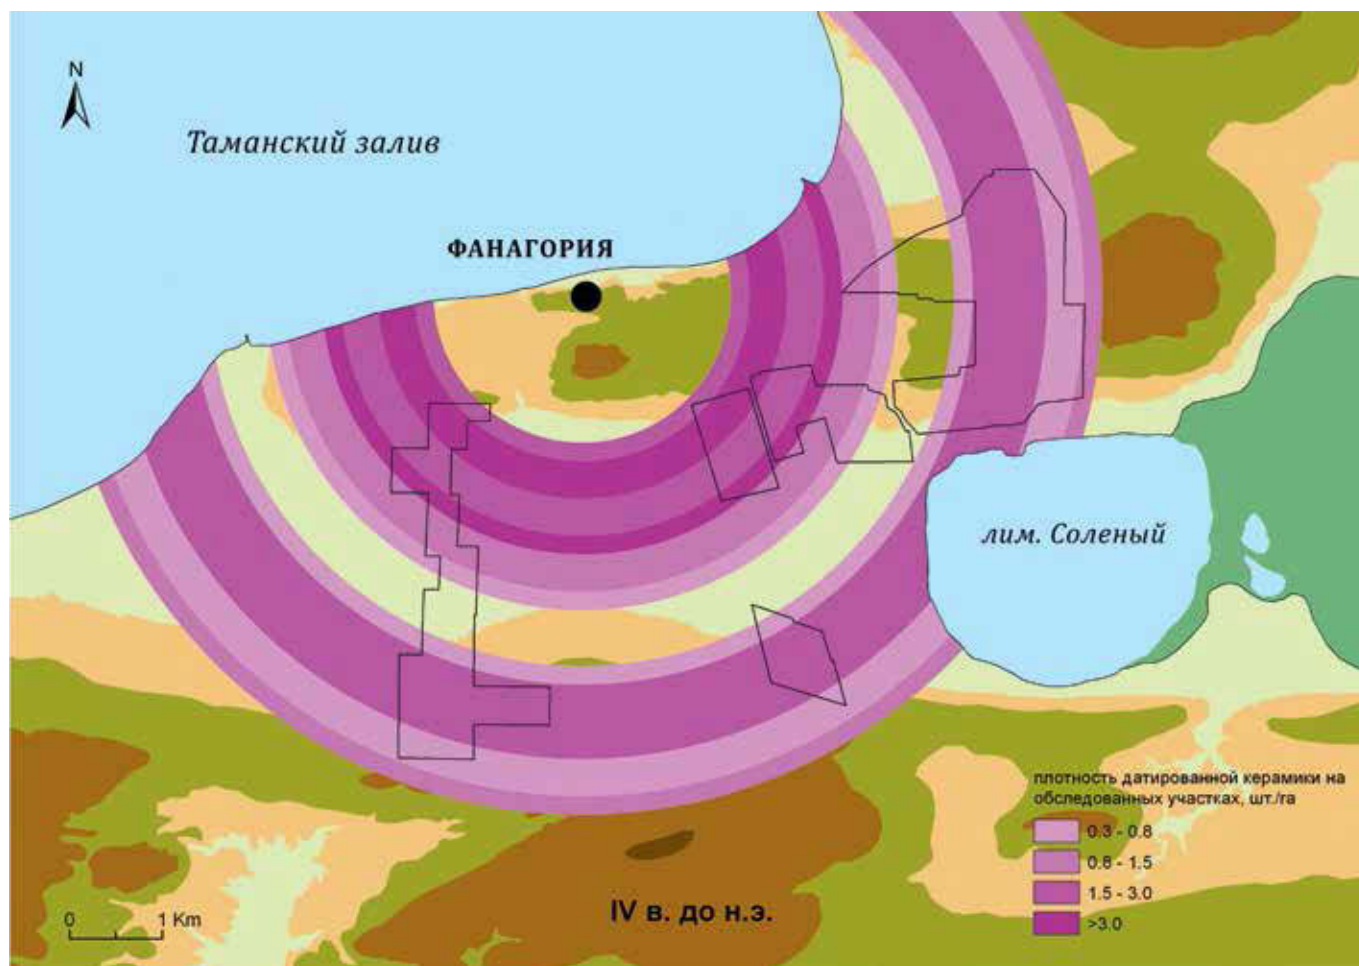 N
Таманский залив
ФАНАГОРИЯ
лим. Соленый
плотность датированной керамики на
обследованных участках, шт./га
0.3 - 0.8
0.8 - 1.5
1.5 - 3.0
>3.0
IV в. до н.э.
0 1 Km